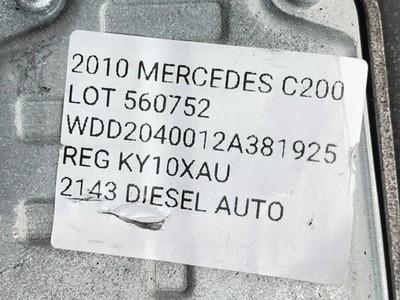 2010 MERCEDES C200
LOT 560752
WDD2040012A381925
REG KY10XAU
2143 DIESEL AUTO